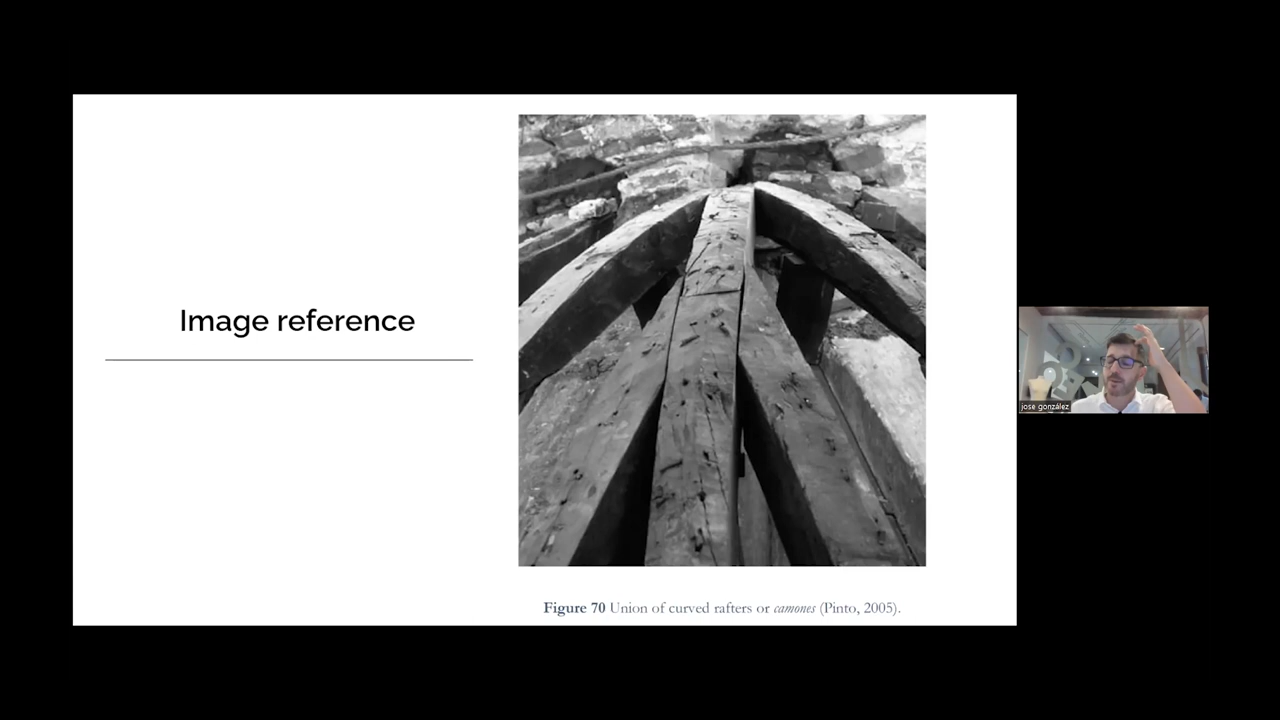 Image reference
Figure 70 Union of curved rafters or camones (Pinto, 2005).
jose gonzález